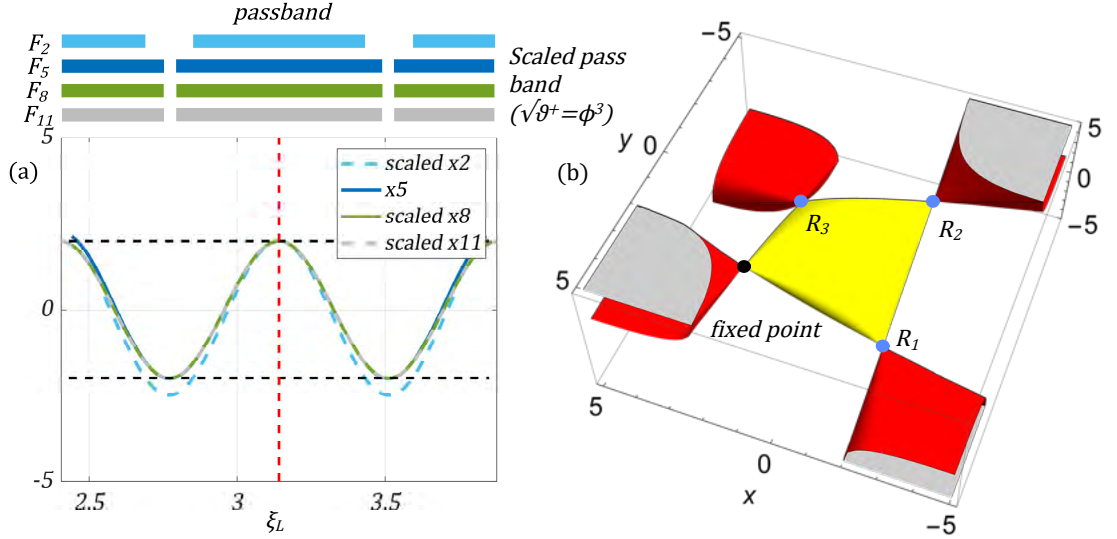 passband
F2
F5
F8
F11
Scaled pass
band
(√ϑ+=ϕ3)
(a)
5
0
-5
2.5
3
3.5
ξL
scaled x2
x5
scaled x8
scaled x11
(b)
-5
y
0
5
5
0
-5
R3
R2
R1
fixed point
5
0
x
-5